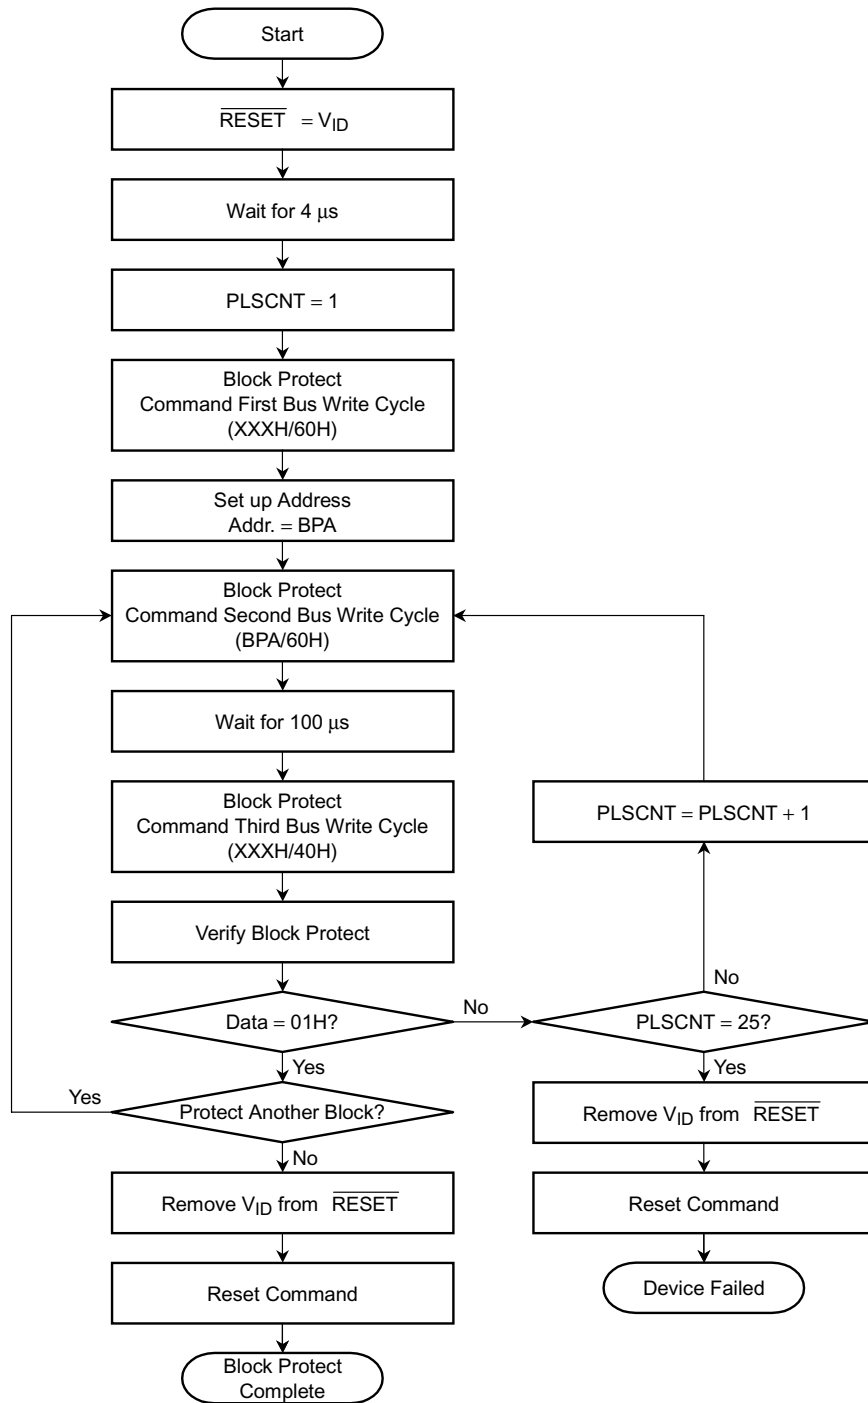 Start
RESET = VID
Wait for 4 μs
PLSCNT = 1
Block Protect
Command First Bus Write Cycle
(XXXH/60H)
Set up Address
Addr. = BPA
Block Protect
Command Second Bus Write Cycle
(BPA/60H)
Wait for 100 μs
Block Protect
Command Third Bus Write Cycle
(XXXH/40H)
PLSCNT = PLSCNT + 1
Verify Block Protect
No
Data = 01H?
No
PLSCNT = 25?
Yes
Yes
Yes
Protect Another Block?
Remove VID from RESET
No
Remove VID from RESET
Reset Command
Reset Command
Device Failed
Block Protect
Complete